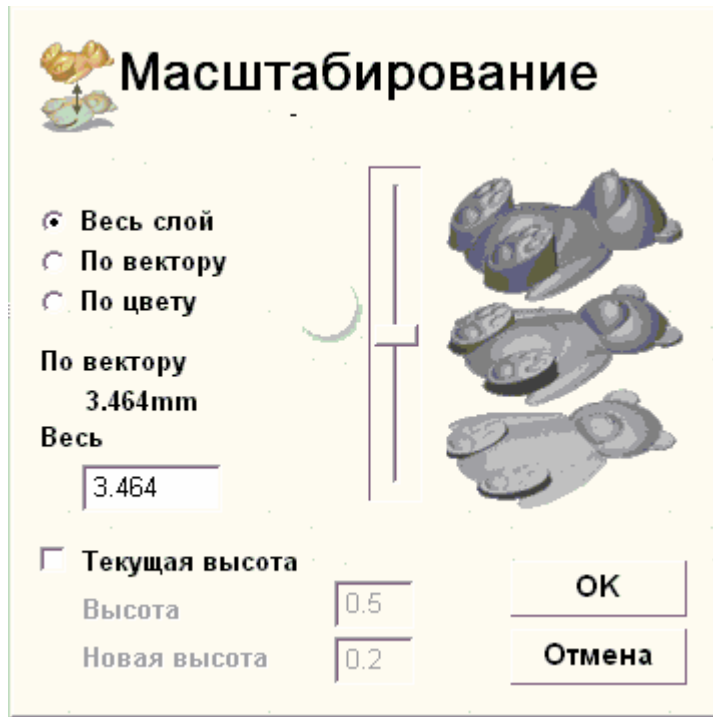 Масштабирование
Весь слой
По вектору
По цвету
По вектору
3.464mm
Весь
3.464
Текущая высота
Высота 0.5
Новая высота 0.2
OK
Отмена